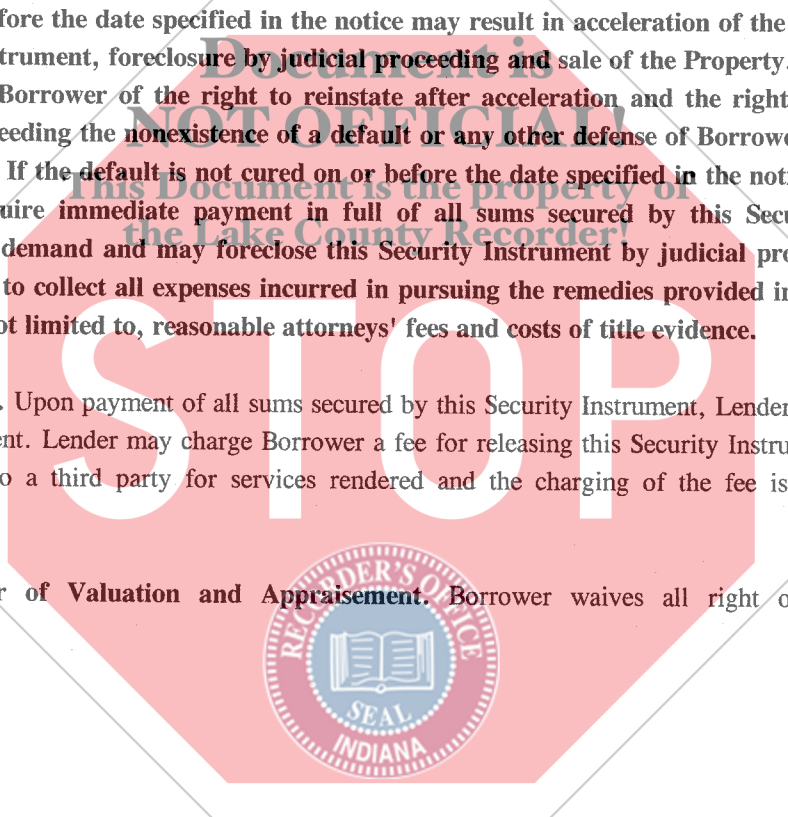 fore the date specified in the notice may result in acceleration of the
trument, foreclosure by judicial proceeding and sale of the Property.
Borrower of the right to reinstate after acceleration and the right
eeding the nonexistence of a default or any other defense of Borrowe
If the default is not cured on or before the date specified in the noti
uire immediate payment in full of all sums secured by this Secu
demand and may foreclose this Security Instrument by judicial pro
to collect all expenses incurred in pursuing the remedies provided in
ot limited to, reasonable attorneys' fees and costs of title evidence.
. Upon payment of all sums secured by this Security Instrument, Lender
ent. Lender may charge Borrower a fee for releasing this Security Instru
o a third party for services rendered and the charging of the fee is
r of Valuation and Appraisement. Borrower waives all right o
Document is
NOT OFFICIAL!
This Document is the property of
the Lake County Recorder!
STOP
RECORDER'S OFFICE
SEAL
INDIANA